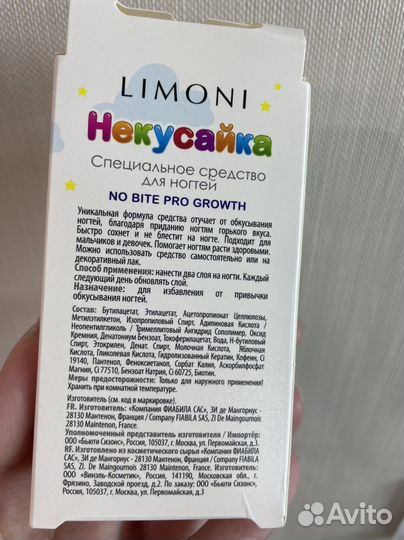 LIMONI
Некусайка
Специальное средство
для ногтей
NO BITE PRO GROWTH
Уникальная формула средства отучает от обкусывания
ногтей, благодаря приданию ногтям горького вкуса.
Быстро сохнет и не блестит на ногте. Подходит для
мальчиков и девочек. Помогает ногтям расти здоровыми.
Можно использовать средство самостоятельно или на
декоративный лак.
Способ применения: нанести два слоя на ногти. Каждый
следующий день обновлять слой.
Назначение: для избавления от привычки
обкусывания ногтей.
Состав: Бутилацетат, Этилацетат, Ацетопропионат Целлюлозы,
Метилэтилкетон, Изопропиловый Спирт, Адипиновая Кислота /
Неопентилгликоль / Тримеллитовый Ангидрид Сополимер, Оксид
Кремния, Денатониум Бензоат, Токоферилацетат, Вода, Н-бутиловый
Спирт, Этокрилен, Денат. Спирт, Молочная Кислота, Яблочная
Кислота, Гликолевая Кислота, Гидролизованный Кератин, Кофеин, Ci
19140, Пантенол, Феноксиэтанол, Сорбат Калия, Аскорбилфосфат
Магния, Ci 77510, Бензоат Натрия, Ci 60725, Биотин.
Меры предосторожности: Только для наружного применения!
Хранить при комнатной температуре.
Изготовитель (см. код в маркировке).
FR. Изготовитель: «Компания ФИАБИЛА САС», ЗИ де Мангорнус -
28130 Мантенон, Франция / Company FIABILA SAS, ZI De Maingournois
28130 Maintenon, France.
Уполномоченный представитель изготовителя / Импортёр:
ООО «Бьюти Сизонс», Россия, 105037, г. Москва, ул. Первомайская, д.3
RF. Изготовлено из косметического сырья «Компания ФИАБИЛА
САС», ЗИ де Мангорнус - 28130 Мантенон, Франция / Company FIABILA
SAS, ZI. De Maingournois 28130 Maintenon, France. Изготовитель:
ООО «Винэль-Косметик», Россия, 141190, Московская обл., г.
Фрязино, Заводской проезд, д.2. По заказу: ООО «Бьюти Сизонс»,
Россия, 105037, г. Москва, ул. Первомайская, д.3
Avito